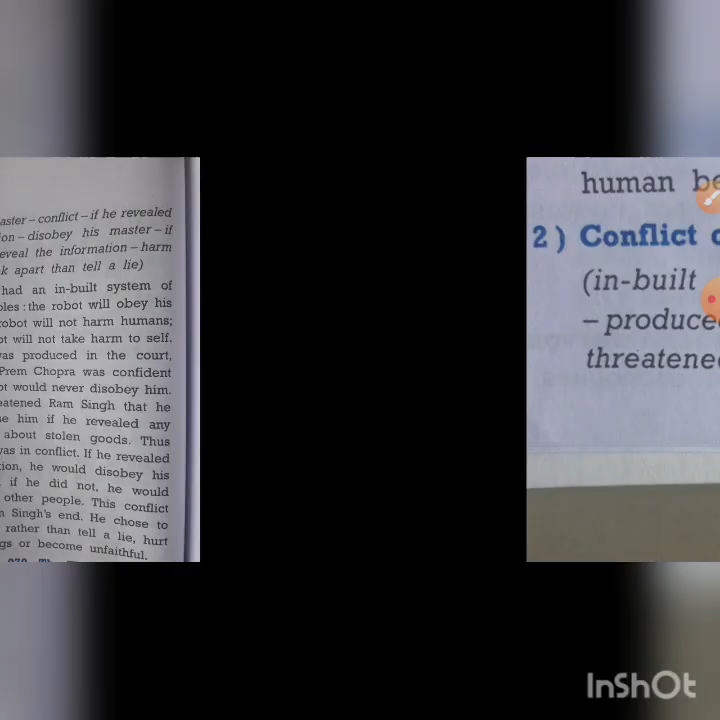 aster – conflict – if he revealed
ion – disobey his master – if
eveal the information – harm
k apart than tell a lie)
had an in-built system of
ples : the robot will obey his
robot will not harm humans;
ot will not take harm to self.
was produced in the court,
Prem Chopra was confident
ot would never disobey him.
eatened Ram Singh that he
se him if he revealed any
about stolen goods. Thus
was in conflict. If he revealed
tion, he would disobey his
if he did not, he would
other people. This conflict
m Singh's end. He chose to
rather than tell a lie, hurt
gs or become unfaithful.
human be
2 ) Conflict
(in-built
– produce
threatene
InShOt